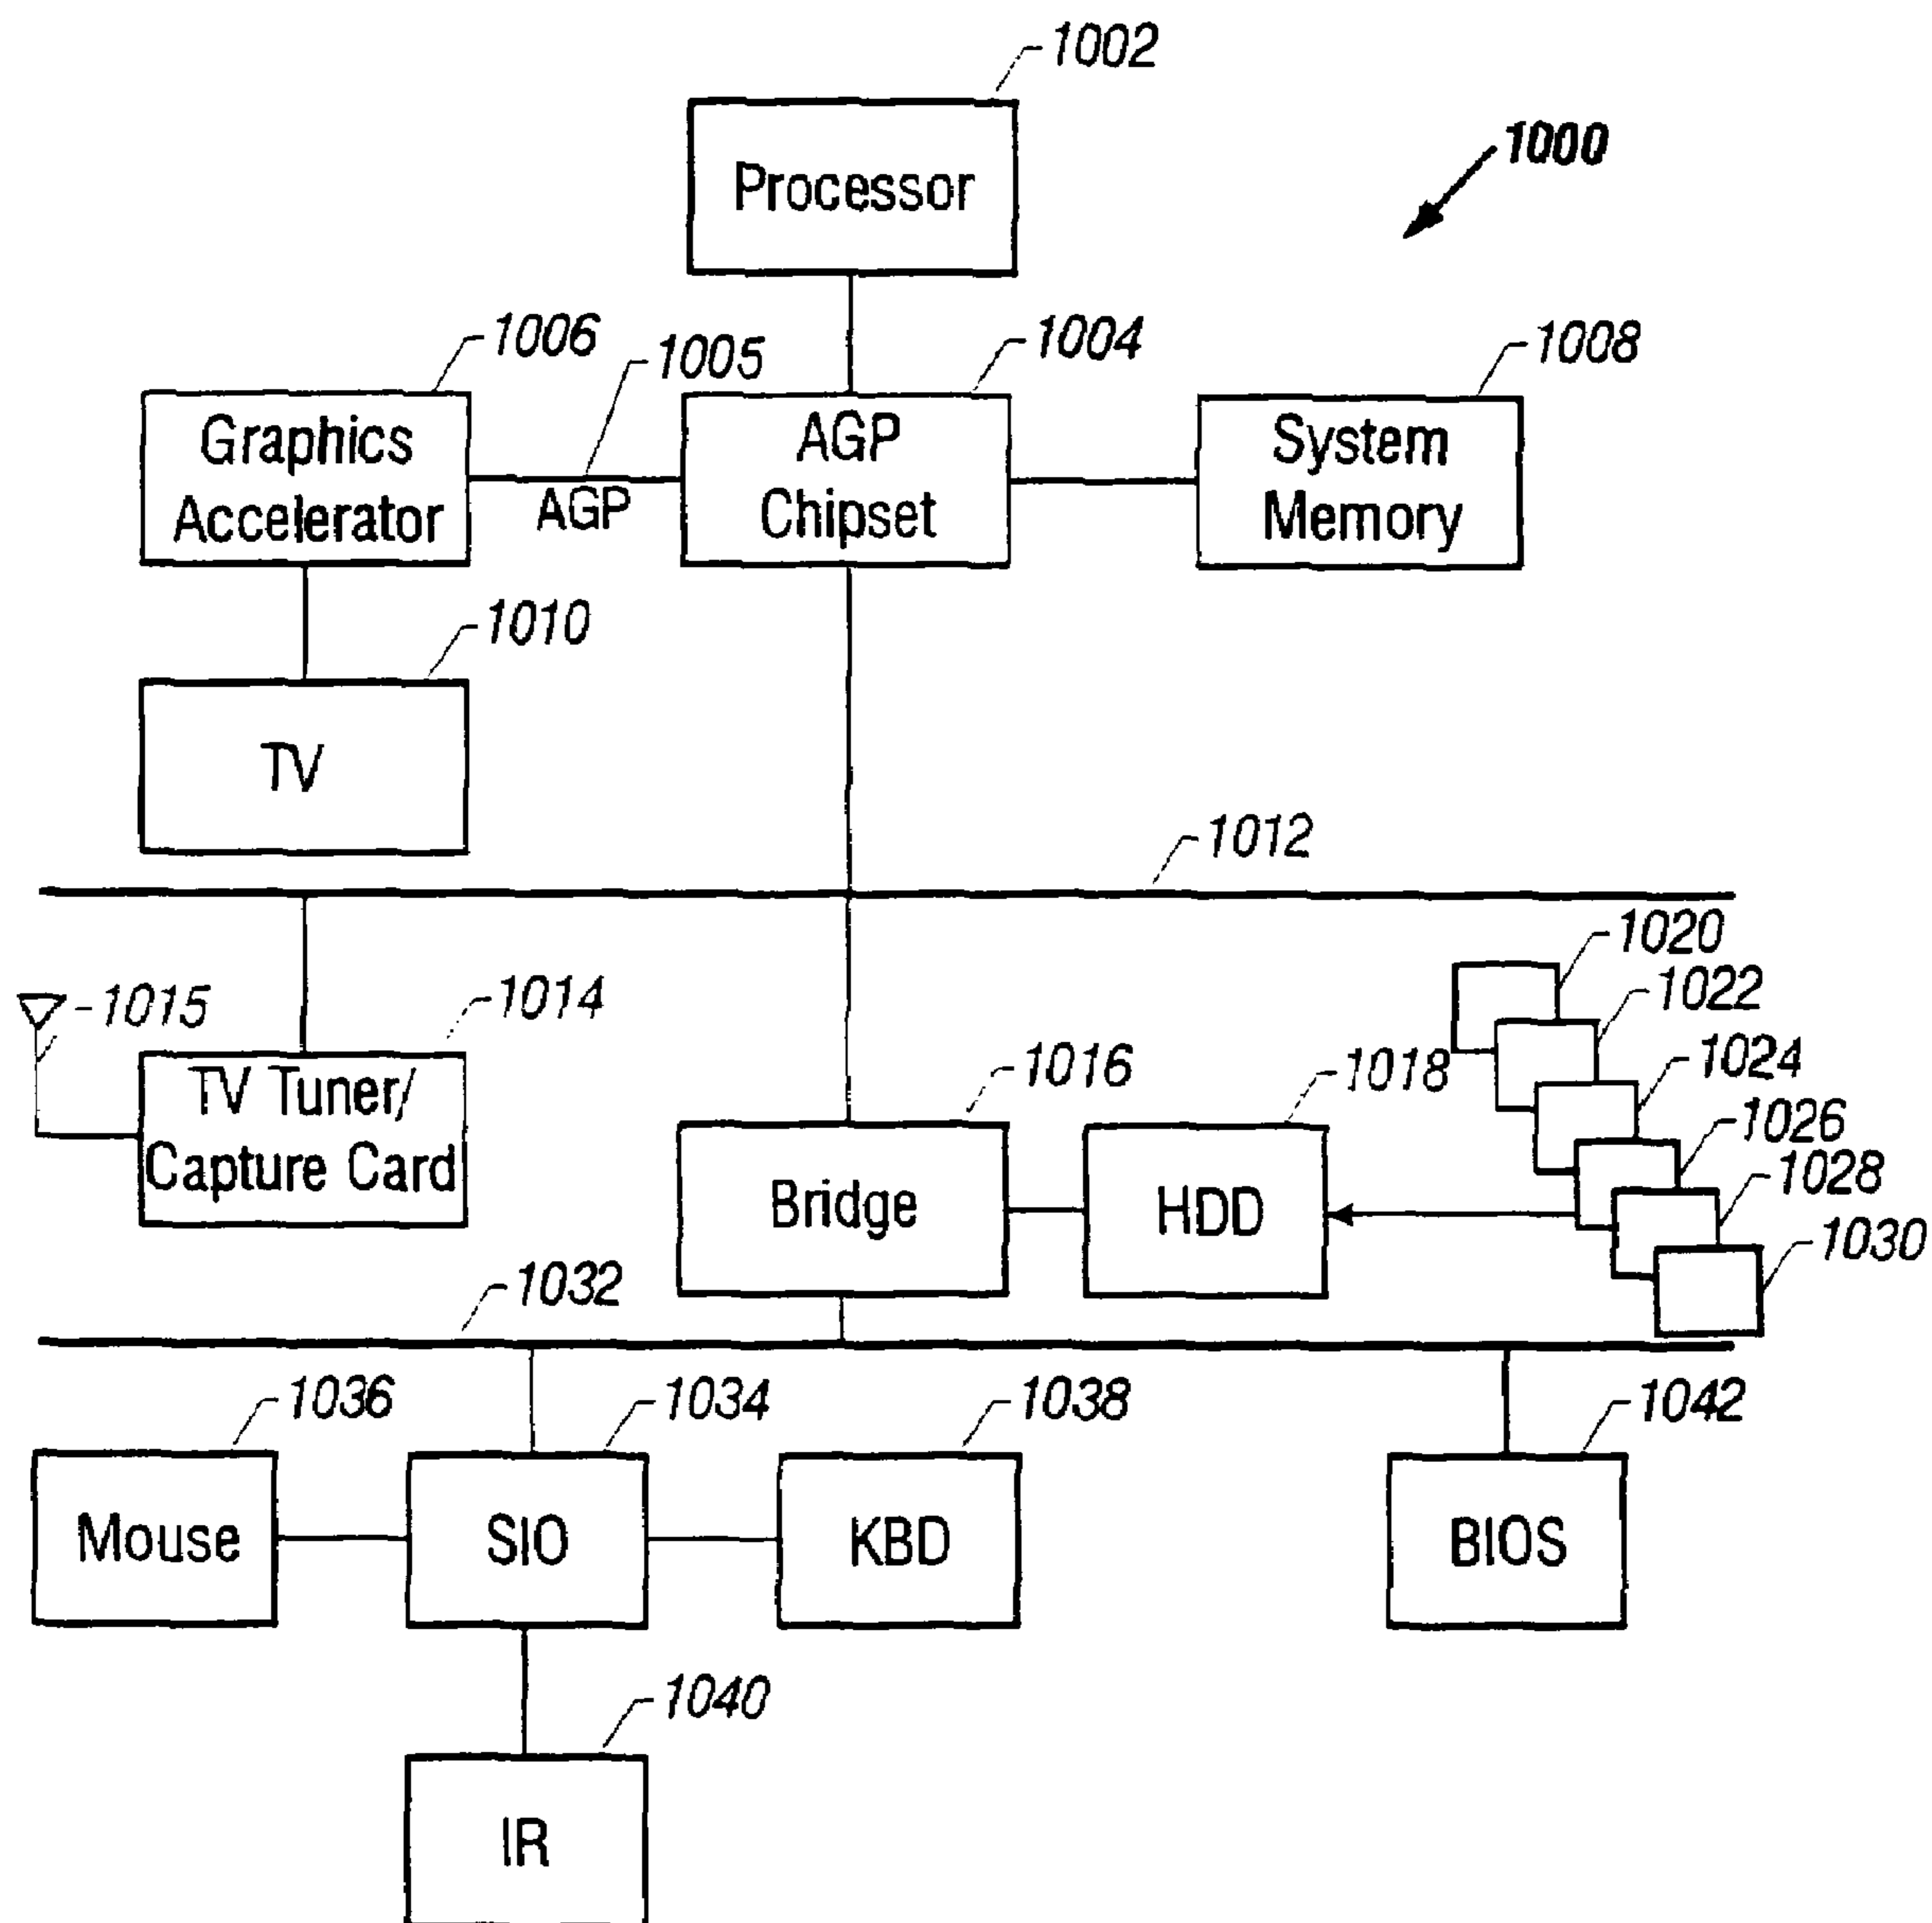 1002
1000
Processor
1006
1005
1004
1008
Graphics
Accelerator
AGP
AGP
Chipset
System
Memory
1010
TV
1012
1020
1022
1015
1014
1016
1018
1024
1026
1028
1030
TV Tuner/
Capture Card
Bridge
HDD
1032
1036
1034
1038
1042
Mouse
SIO
KBD
BIOS
1040
IR